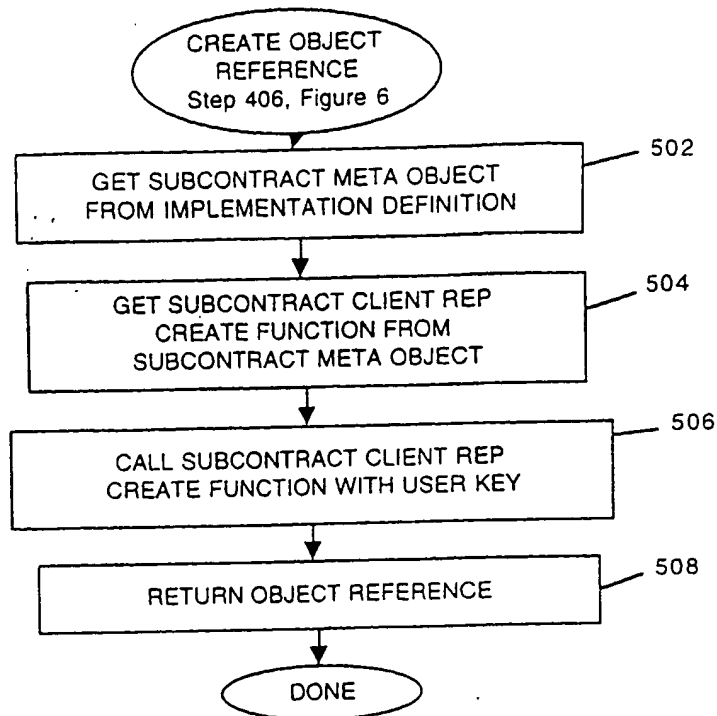 CREATE OBJECT
REFERENCE
Step 406, Figure 6
502
GET SUBCONTRACT META OBJECT
FROM IMPLEMENTATION DEFINITION
504
GET SUBCONTRACT CLIENT REP
CREATE FUNCTION FROM
SUBCONTRACT META OBJECT
506
CALL SUBCONTRACT CLIENT REP
CREATE FUNCTION WITH USER KEY
508
RETURN OBJECT REFERENCE
DONE